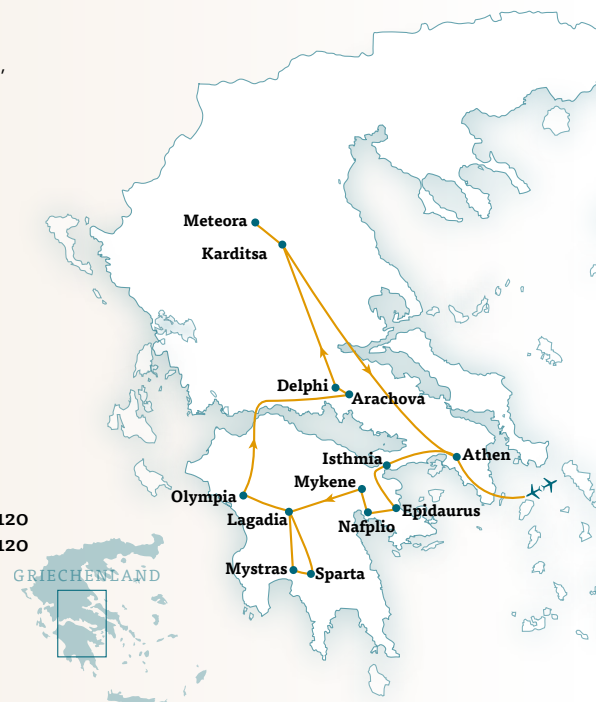 ,
Meteora
Karditsa
Delphi
Arachova
Isthmia
Athen
Mykene
Olympia
Epidaurus
Lagadia
Nafplio
120
120
GRIECHENLAND
Mystras
Sparta